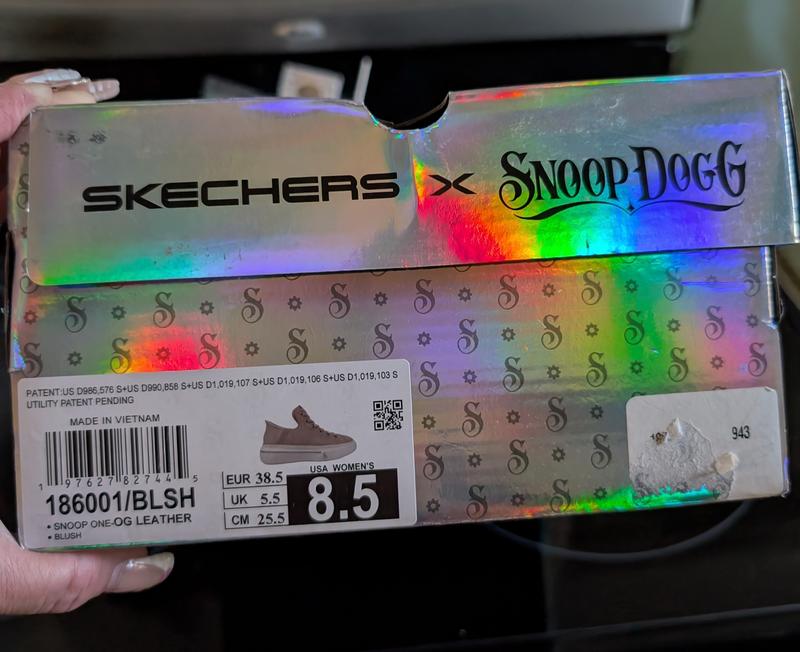 SKECHERS X SNOOP DOGG
PATENT:US D986,576 S+US D990,858 S+US D1,019,107 S+US D1,019,106 S+US D1,019,103 S
UTILITY PATENT PENDING
MADE IN VIETNAM
1 97627 82744 5
186001/BLSH
• SNOOP ONE-OG LEATHER
• BLUSH
USA WOMEN'S
8.5
EUR 38.5
UK 5.5
CM 25.5
943